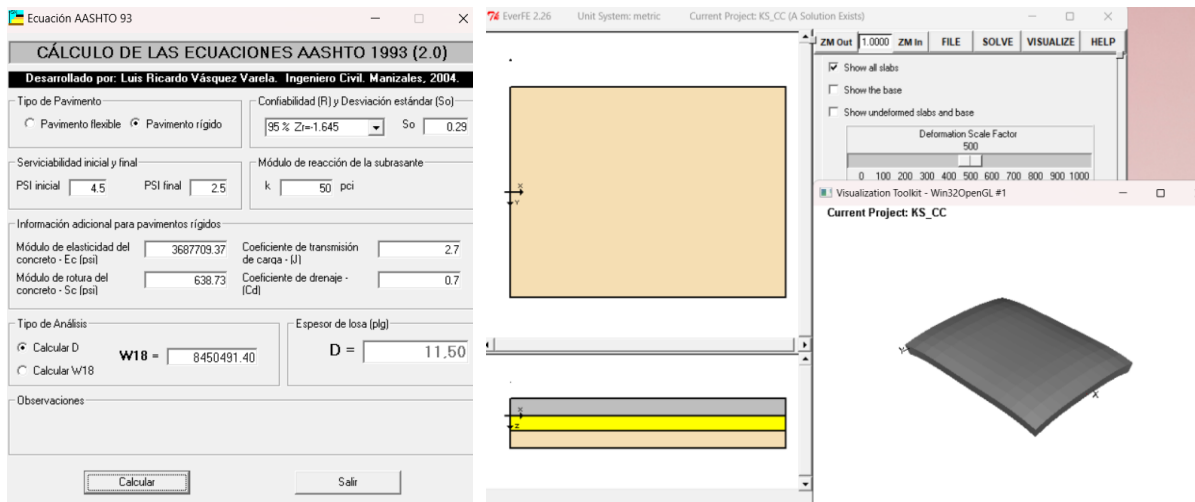 Ecuación AASHTO 93
CÁLCULO DE LAS ECUACIONES AASHTO 1993 (2.0)
Desarrollado por: Luis Ricardo Vásquez Varela. Ingeniero Civil. Manizales, 2004.
Tipo de Pavimento
Pavimento flexible
Pavimento rígido
Confiabilidad (R) y Desviación estándar (So)
95 % Zr=-1.645
So 0.29
Serviciabilidad inicial y final
PSI inicial 4.5
PSI final 2.5
Módulo de reacción de la subrasante
k 50 pci
Información adicional para pavimentos rígidos
Módulo de elasticidad del
concreto - Ec (psi)
3687709.37
Coeficiente de transmisión
de carga - (J)
2.7
Módulo de rotura del
concreto - Sc (psi)
638.73
Coeficiente de drenaje -
(Cd)
0.7
Tipo de Análisis
Calcular D
Calcular W18
W18 = 8450491.40
Espesor de losa (plg)
D = 11,50
Observaciones
Calcular
Salir
EverFE 2.26 Unit System: metric Current Project: KS_CC (A Solution Exists)
X
Y
X
Z
ZM Out 1.0000 ZM In FILE SOLVE VISUALIZE HELP
Show all slabs
Show the base
Show undeformed slabs and base
Deformation Scale Factor
500
0 100 200 300 400 500 600 700 800 900 1000
Visualization Toolkit - Win32OpenGL #1
Current Project: KS_CC
Y
X